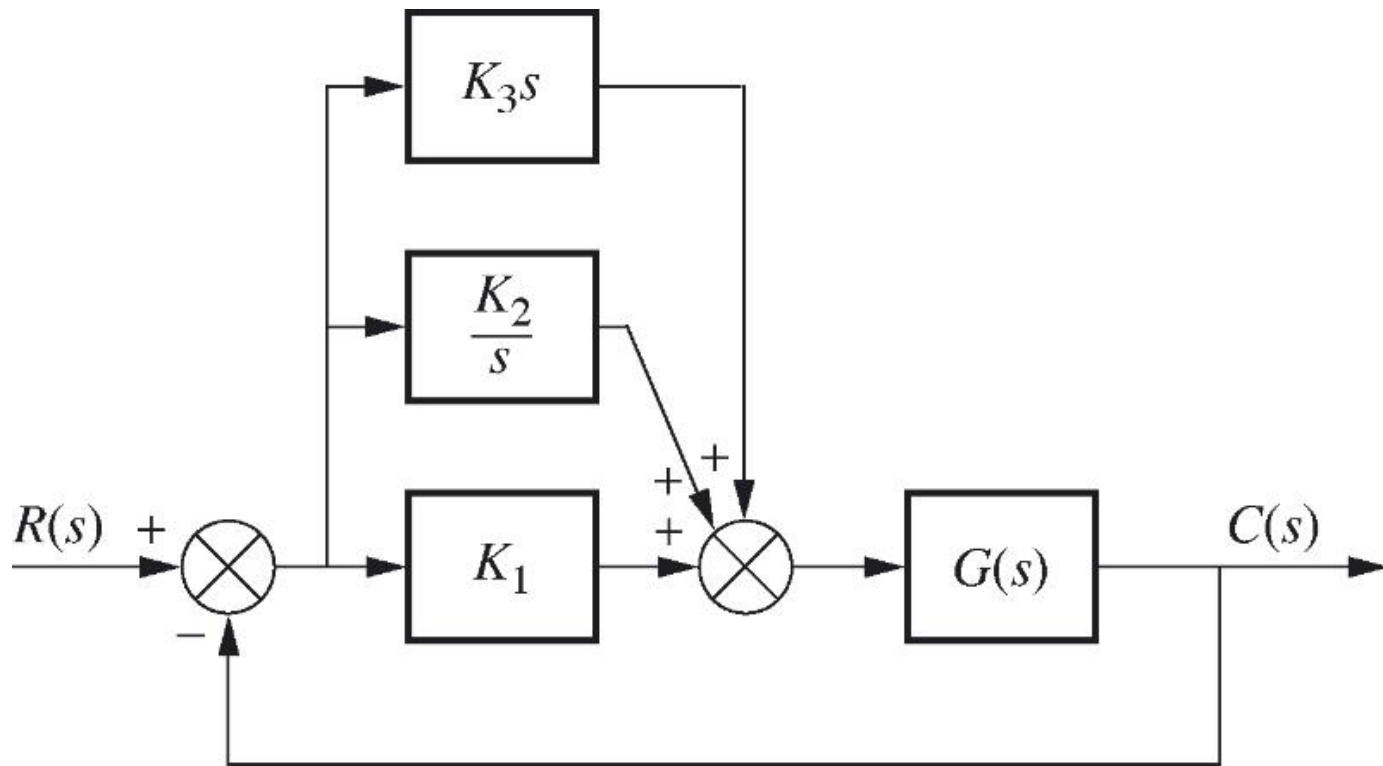 K₃s
K₂
s
+
+
R(s) + K₁ + G(s) C(s)
−